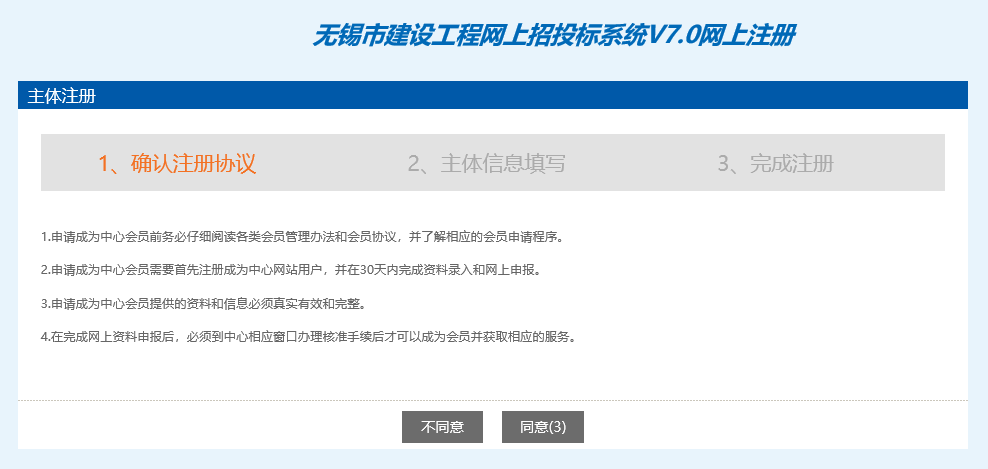 无锡市建设工程网上招投标系统V7.0网上注册
主体注册
1、确认注册协议
2、主体信息填写
3、完成注册
1.申请成为中心会员前务必仔细阅读各类会员管理办法和会员协议，并了解相应的会员申请程序。
2.申请成为中心会员需要首先注册成为中心网站用户，并在30天内完成资料录入和网上申报。
3.申请成为中心会员提供的资料和信息必须真实有效和完整。
4.在完成网上资料申报后，必须到中心相应窗口办理核准手续后才可以成为会员并获取相应的服务。
不同意
同意(3)